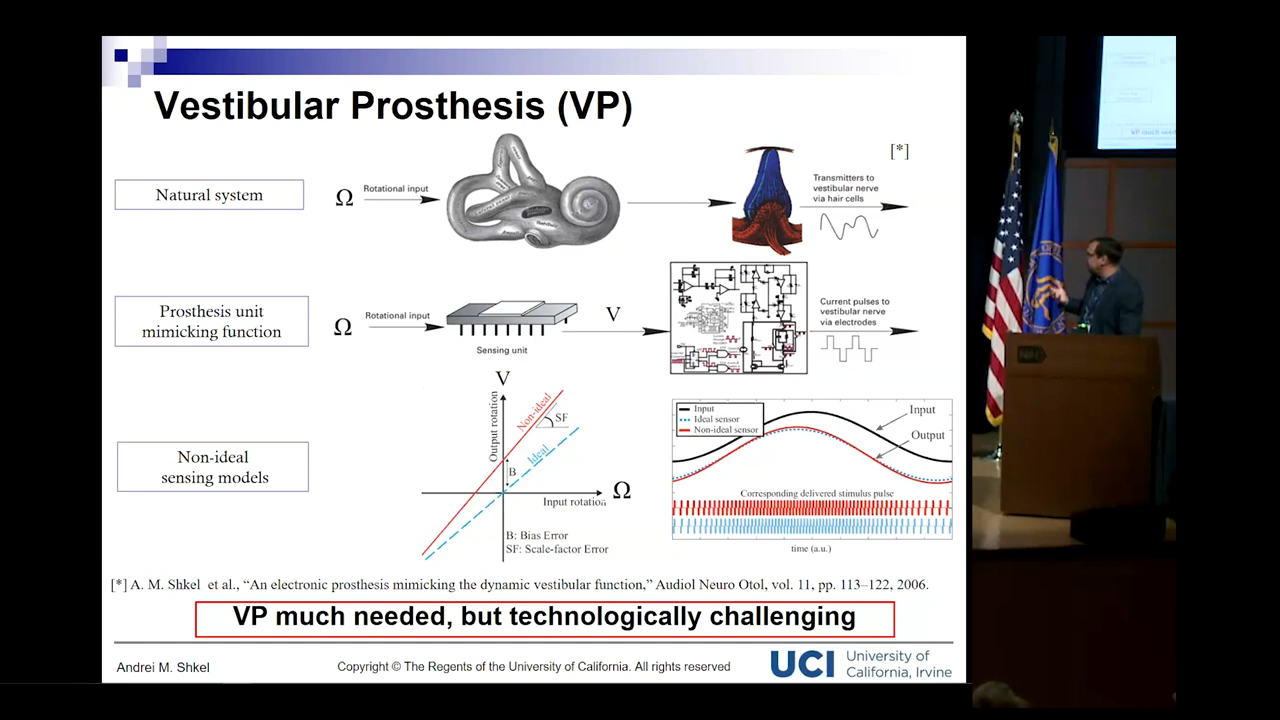 Vestibular Prosthesis (VP)
[*]
Natural system
Ω
Rotational input
Transmitters to
vestibular nerve
via hair cells
Prosthesis unit
mimicking function
Ω
Rotational input
Sensing unit
V
Current pulses to
vestibular nerve
via electrodes
Non-ideal
sensing models
V
Output rotation
Non-ideal
SF
Ideal
B
Input rotation
Ω
B: Bias Error
SF: Scale-factor Error
Input
Ideal sensor
Non-ideal sensor
Input
Output
Corresponding delivered stimulus pulse
time (a.u.)
[*] A. M. Shkel et al., “An electronic prosthesis mimicking the dynamic vestibular function,” Audiol Neuro Otol, vol. 11, pp. 113–122, 2006.
VP much needed, but technologically challenging
Andrei M. Shkel
Copyright © The Regents of the University of California. All rights reserved
UCI University of
California, Irvine
VP much need